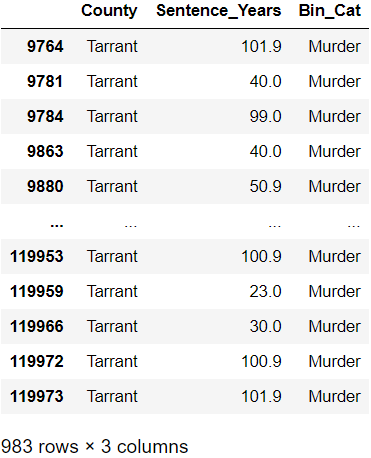 County Sentence_Years Bin_Cat
9764 Tarrant 101.9 Murder
9781 Tarrant 40.0 Murder
9784 Tarrant 99.0 Murder
9863 Tarrant 40.0 Murder
9880 Tarrant 50.9 Murder
... ... ... ...
119953 Tarrant 100.9 Murder
119959 Tarrant 23.0 Murder
119966 Tarrant 30.0 Murder
119972 Tarrant 100.9 Murder
119973 Tarrant 101.9 Murder
983 rows × 3 columns